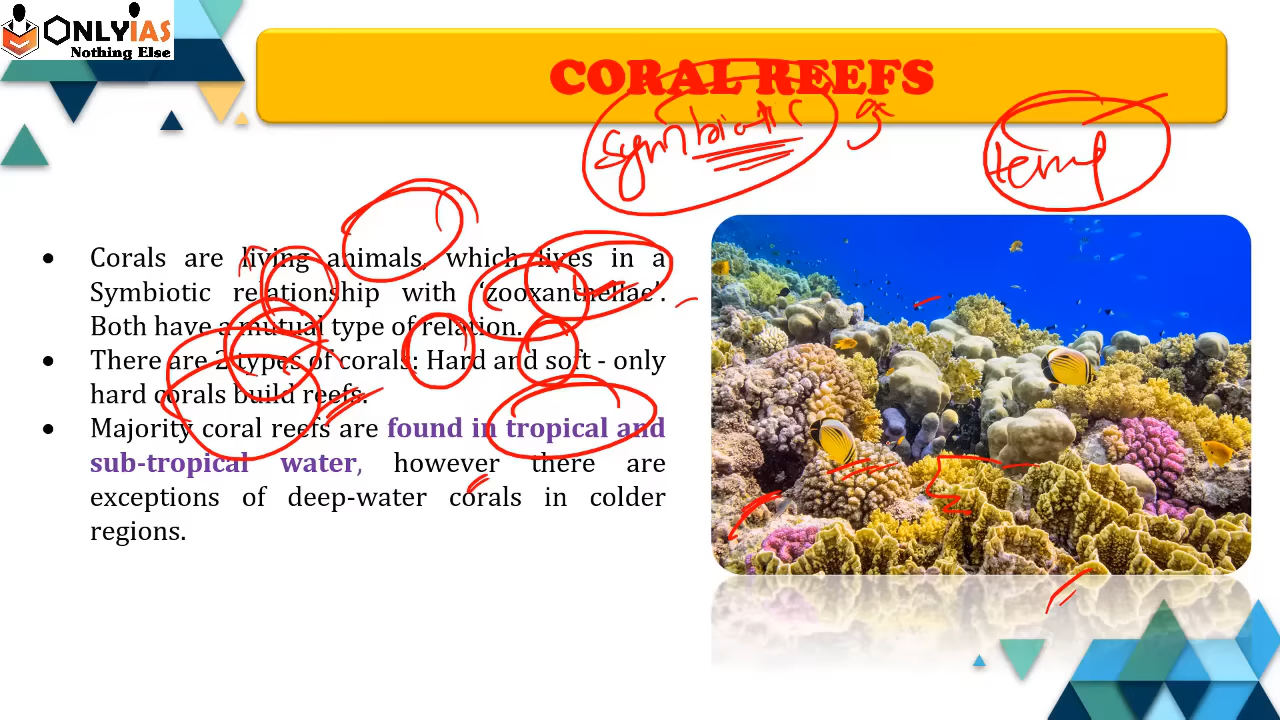 ONLYIAS
Nothing Else
CORAL REEFS
Symbiotic
temp
• Corals are living animals, which lives in a
Symbiotic relationship with ‘zooxanthellae’.
Both have a mutual type of relation.
• There are 2 types of corals: Hard and soft - only
hard corals build reefs.
• Majority coral reefs are found in tropical and
sub-tropical water, however there are
exceptions of deep-water corals in colder
regions.